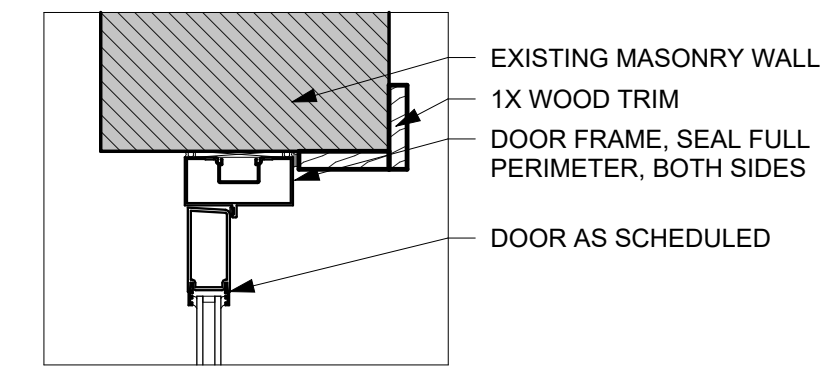 EXISTING MASONRY WALL
1X WOOD TRIM
DOOR FRAME, SEAL FULL
PERIMETER, BOTH SIDES
DOOR AS SCHEDULED